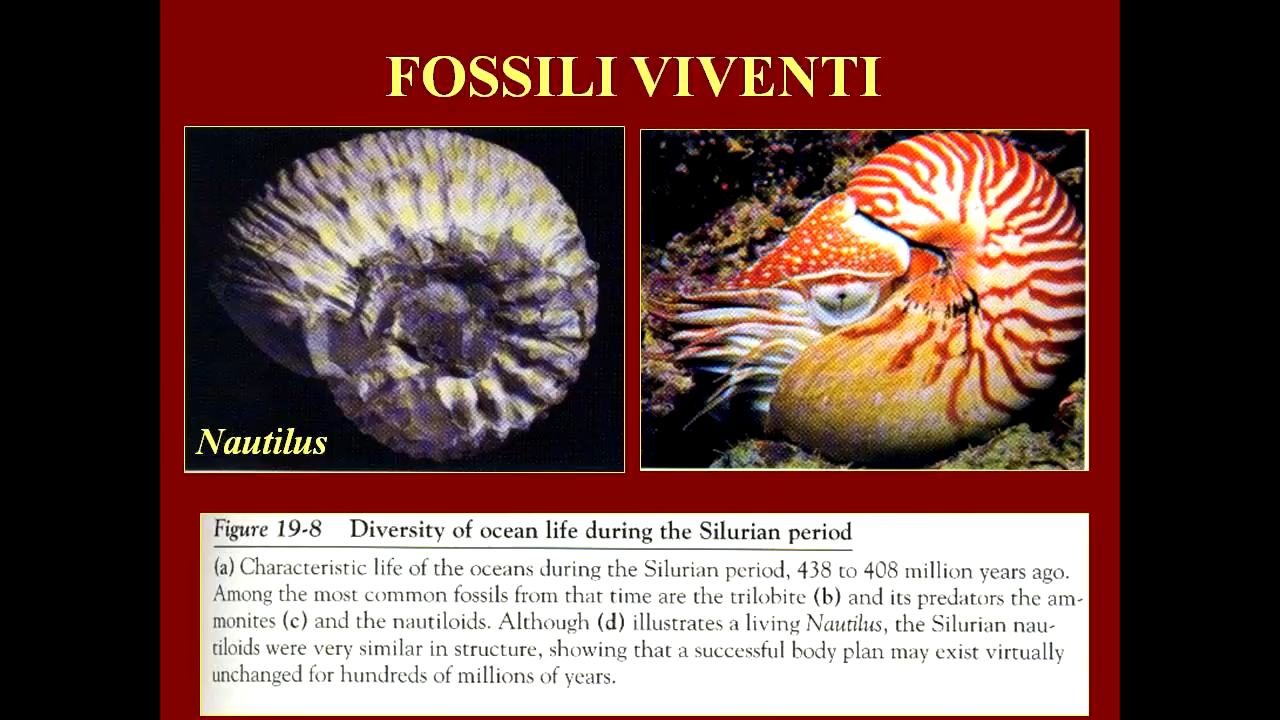 FOSSILI VIVENTI
Nautilus
Figure 19-8 Diversity of ocean life during the Silurian period
(a) Characteristic life of the oceans during the Silurian period, 438 to 408 million years ago.
Among the most common fossils from that time are the trilobite (b) and its predators the am-
monites (c) and the nautiloids. Although (d) illustrates a living Nautilus, the Silurian nau-
tiloids were very similar in structure, showing that a successful body plan may exist virtually
unchanged for hundreds of millions of years.